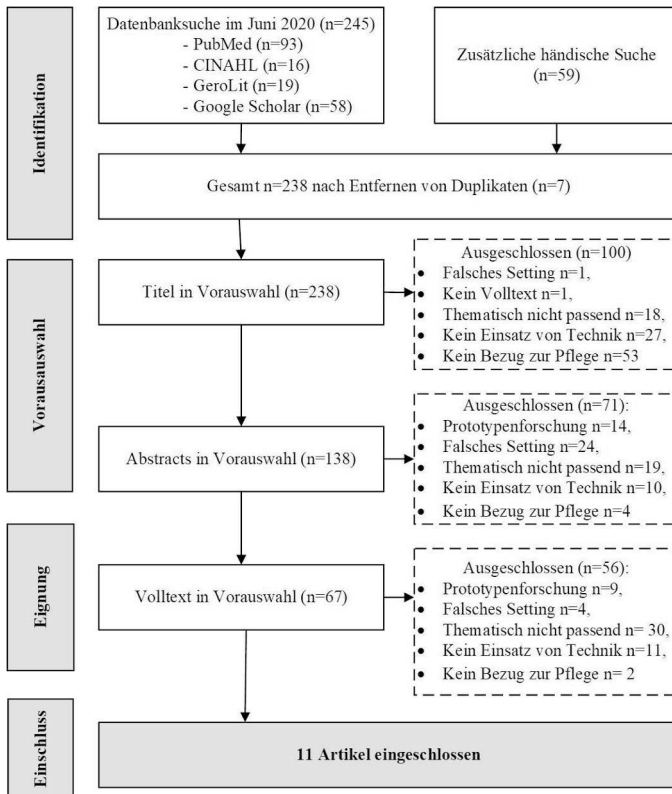 Identifikation
Datenbanksuche im Juni 2020 (n=245)
- PubMed (n=93)
- CINAHL (n=16)
- GeroLit (n=19)
- Google Scholar (n=58)
Zusätzliche händische Suche
(n=59)
Gesamt n=238 nach Entfernen von Duplikaten (n=7)
Vorausauswahl
Titel in Vorauswahl (n=238)
Ausgeschlossen (n=100)
• Falsches Setting n=1,
• Kein Volltext n=1,
• Thematisch nicht passend n=18,
• Kein Einsatz von Technik n=27,
• Kein Bezug zur Pflege n=53
Abstracts in Vorauswahl (n=138)
Ausgeschlossen (n=71):
• Prototypenforschung n=14,
• Falsches Setting n=24,
• Thematisch nicht passend n=19,
• Kein Einsatz von Technik n=10,
• Kein Bezug zur Pflege n=4
Eignung
Volltext in Vorauswahl (n=67)
Ausgeschlossen (n=56):
• Prototypenforschung n=9,
• Falsches Setting n=4,
• Thematisch nicht passend n= 30,
• Kein Einsatz von Technik n=11,
• Kein Bezug zur Pflege n= 2
Einschluss
11 Artikel eingeschlossen